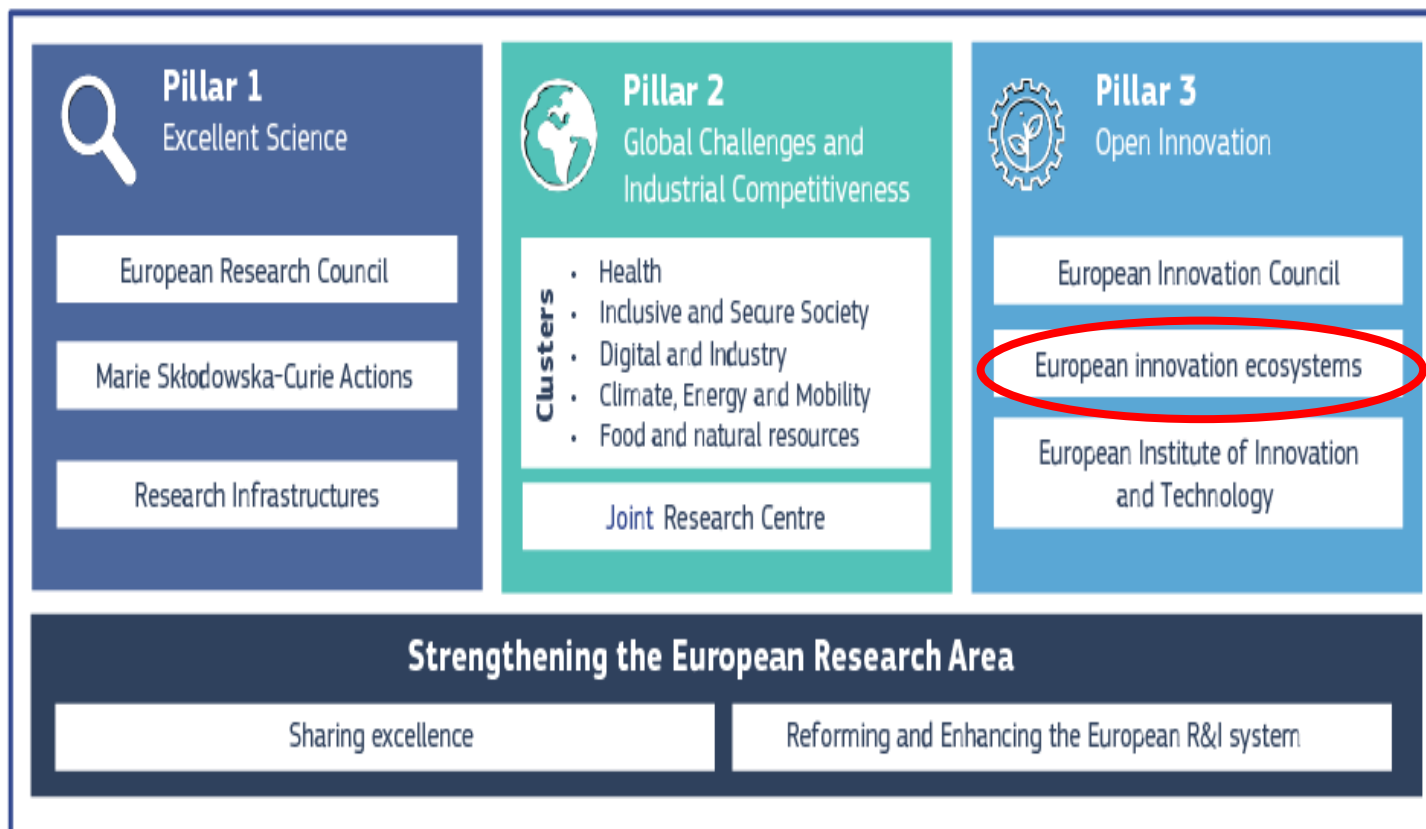 Pillar 1
Excellent Science
European Research Council
Marie Skłodowska-Curie Actions
Research Infrastructures
Pillar 2
Global Challenges and
Industrial Competitiveness
Clusters
• Health
• Inclusive and Secure Society
• Digital and Industry
• Climate, Energy and Mobility
• Food and natural resources
Joint Research Centre
Pillar 3
Open Innovation
European Innovation Council
European innovation ecosystems
European Institute of Innovation
and Technology
Strengthening the European Research Area
Sharing excellence
Reforming and Enhancing the European R&I system